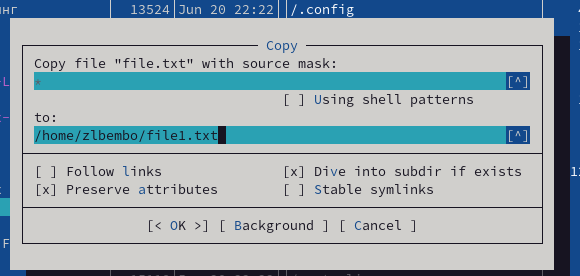 нг 13524 Jun 20 22:22 /.config
Copy
Copy file "file.txt" with source mask:
* [^]
[ ] Using shell patterns
to:
/home/zlbembo/file1.txt [^]
[ ] Follow links [x] Dive into subdir if exists
[x] Preserve attributes [ ] Stable symlinks
[< OK >] [ Background ] [ Cancel ]